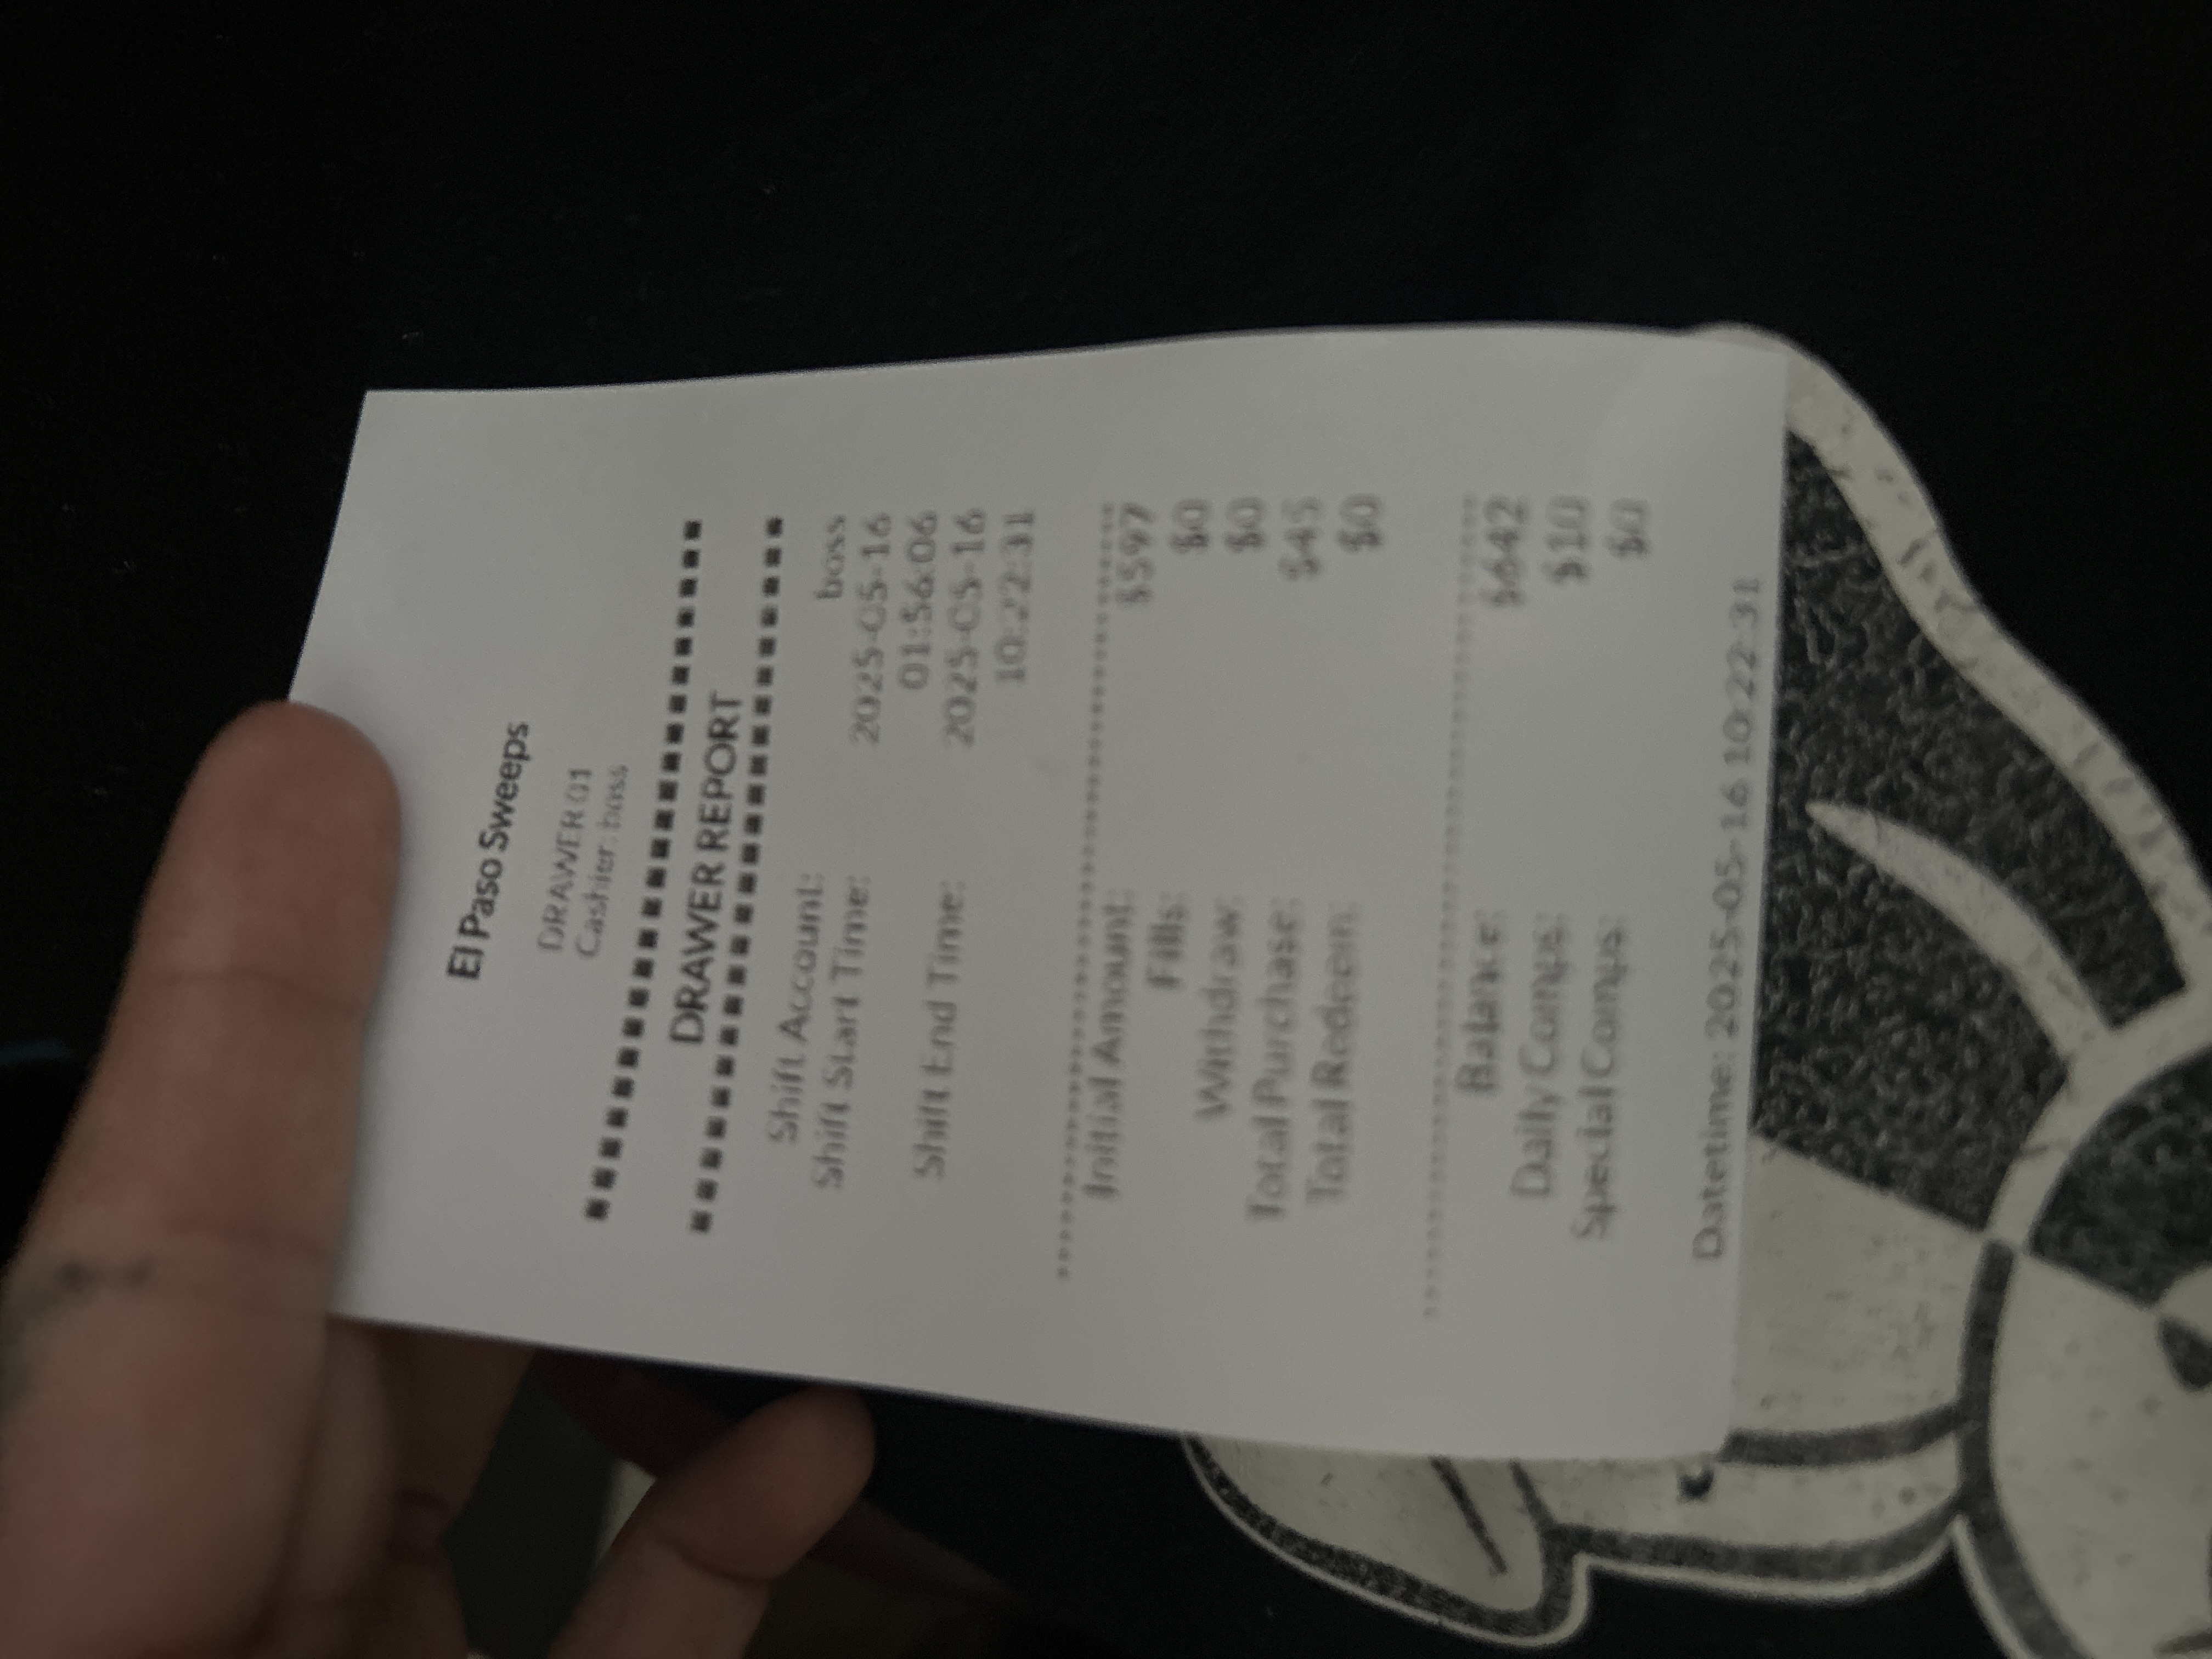 El Paso Sweeps
DRAWER 01
Cashier: boss
DRAWER REPORT
Shift Account: boss
Shift Start Time: 2025-05-16
01:56:06
Shift End Time: 2025-05-16
10:22:31
Initial Amount: $597
Fills: $0
Withdraw: $0
Total Purchase: $45
Total Redeem: $0
Balance: $642
Daily Comps: $10
Special Comps: $0
Datetime: 2025-05-16 10:22:31